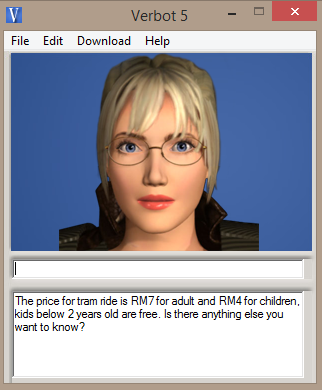 Verbot 5
File Edit Download Help
The price for tram ride is RM7 for adult and RM4 for children,
kids below 2 years old are free. Is there anything else you
want to know?